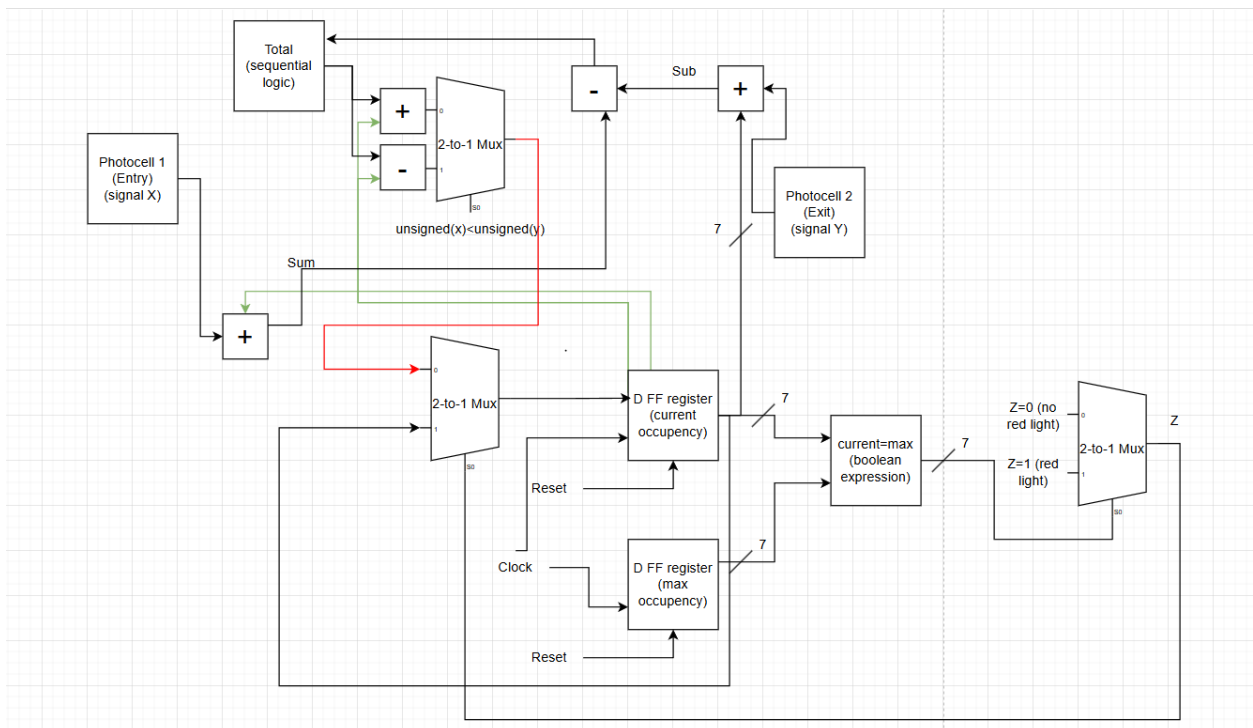 Total
(sequential
logic)
-
Sub
+
+
0
2-to-1 Mux
-
1
S0
unsigned(x)<unsigned(y)
Photocell 1
(Entry)
(signal X)
Photocell 2
(Exit)
(signal Y)
7
Sum
+
0
2-to-1 Mux
1
S0
D FF register
(current
occupancy)
7
Reset
current=max
(boolean
expression)
7
Z=0 (no
red light)
0
2-to-1 Mux
Z=1 (red
light)
1
S0
Z
Clock
D FF register
(max
occupancy)
7
Reset